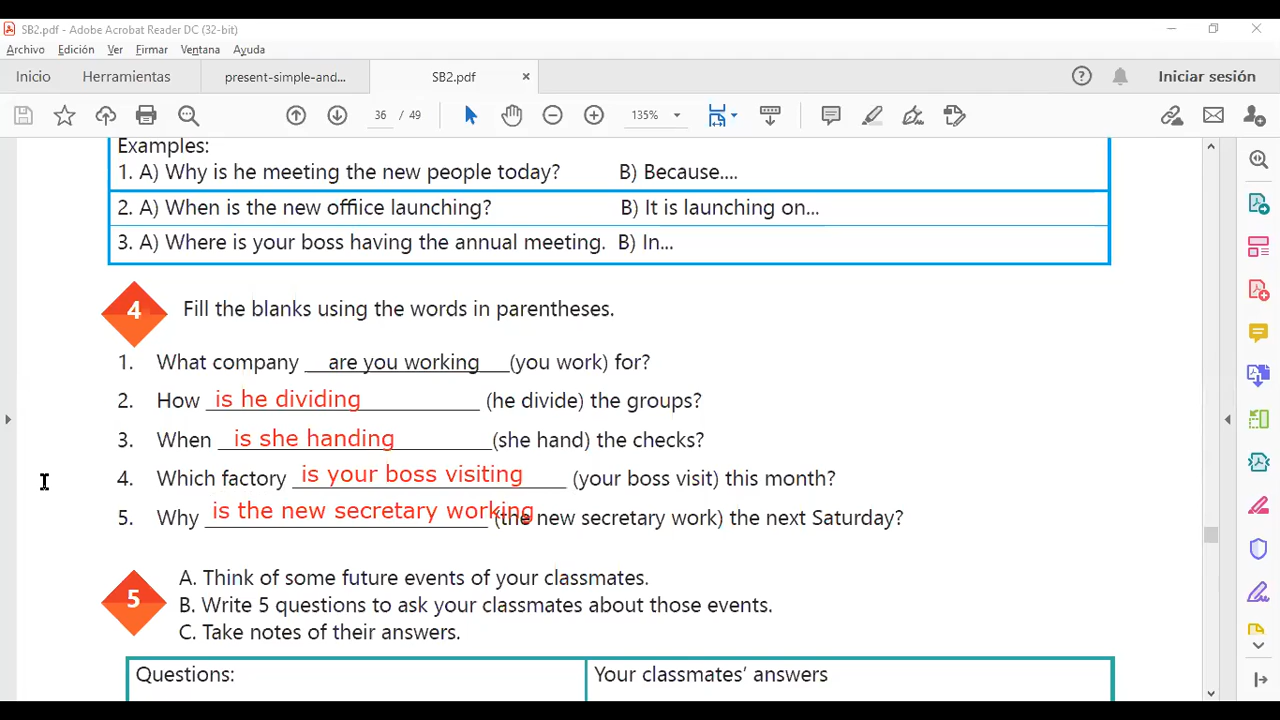 SB2.pdf - Adobe Acrobat Reader DC (32-bit)
Archivo Edición Ver Firmar Ventana Ayuda
Inicio Herramientas present-simple-and... SB2.pdf × Iniciar sesión
36 / 49 135%
Examples:
1. A) Why is he meeting the new people today? B) Because....
2. A) When is the new office launching? B) It is launching on...
3. A) Where is your boss having the annual meeting. B) In...
4 Fill the blanks using the words in parentheses.
1. What company are you working (you work) for?
2. How is he dividing (he divide) the groups?
3. When is she handing (she hand) the checks?
4. Which factory is your boss visiting (your boss visit) this month?
5. Why is the new secretary working (the new secretary work) the next Saturday?
A. Think of some future events of your classmates.
5 B. Write 5 questions to ask your classmates about those events.
C. Take notes of their answers.
Questions: Your classmates’ answers